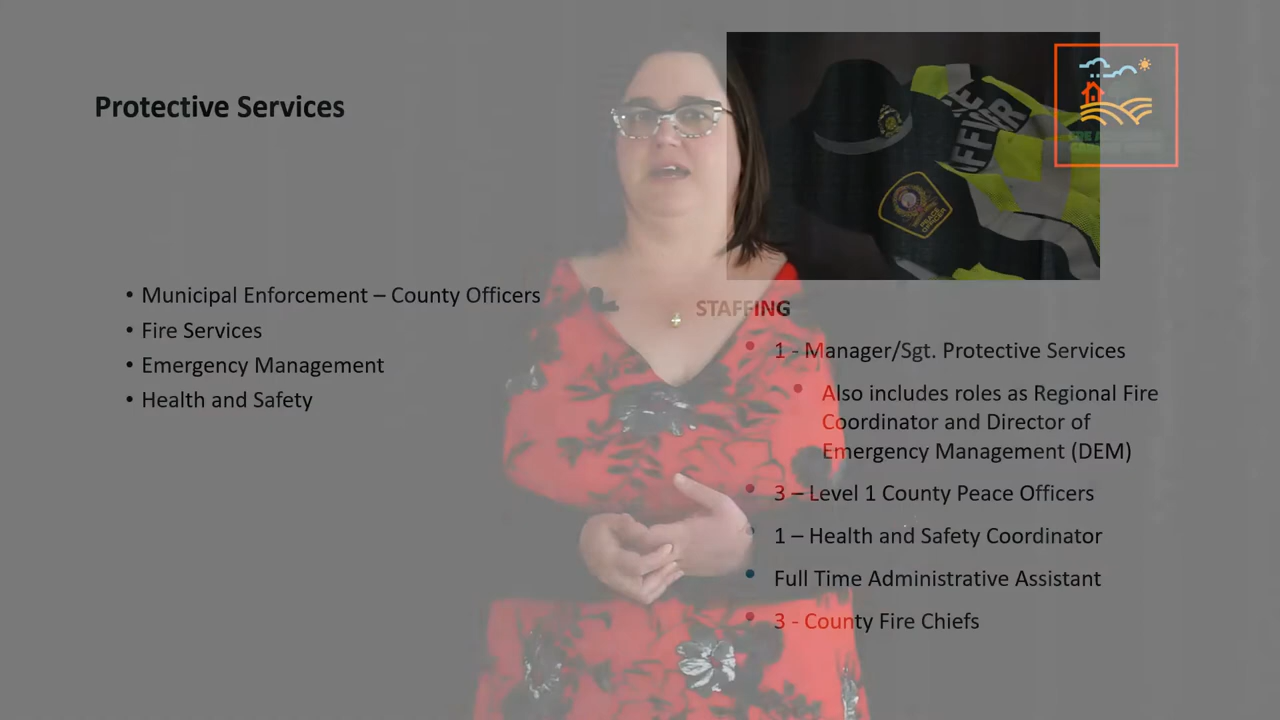 Protective Services
• Municipal Enforcement – County Officers
• Fire Services
• Emergency Management
• Health and Safety
PEACE
OFFICER
STAFFING
• 1 - Manager/Sgt. Protective Services
• Also includes roles as Regional Fire
Coordinator and Director of
Emergency Management (DEM)
• 3 – Level 1 County Peace Officers
• 1 – Health and Safety Coordinator
• Full Time Administrative Assistant
• 3 - County Fire Chiefs